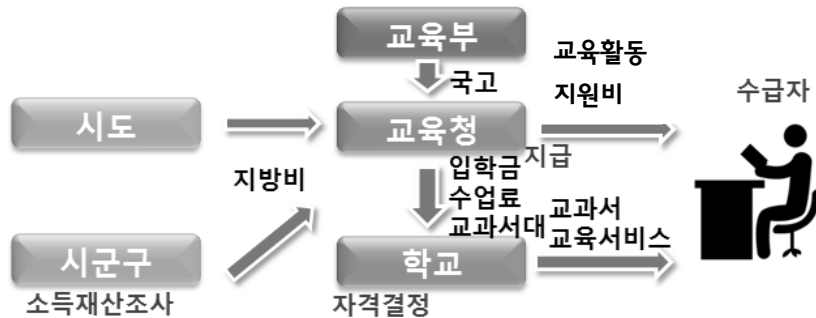 교육부
국고
교육활동
지원비
수급자
시도
교육청
지급
지방비
입학금
수업료
교과서대
교과서
교육서비스
시군구
소득재산조사
학교
자격결정